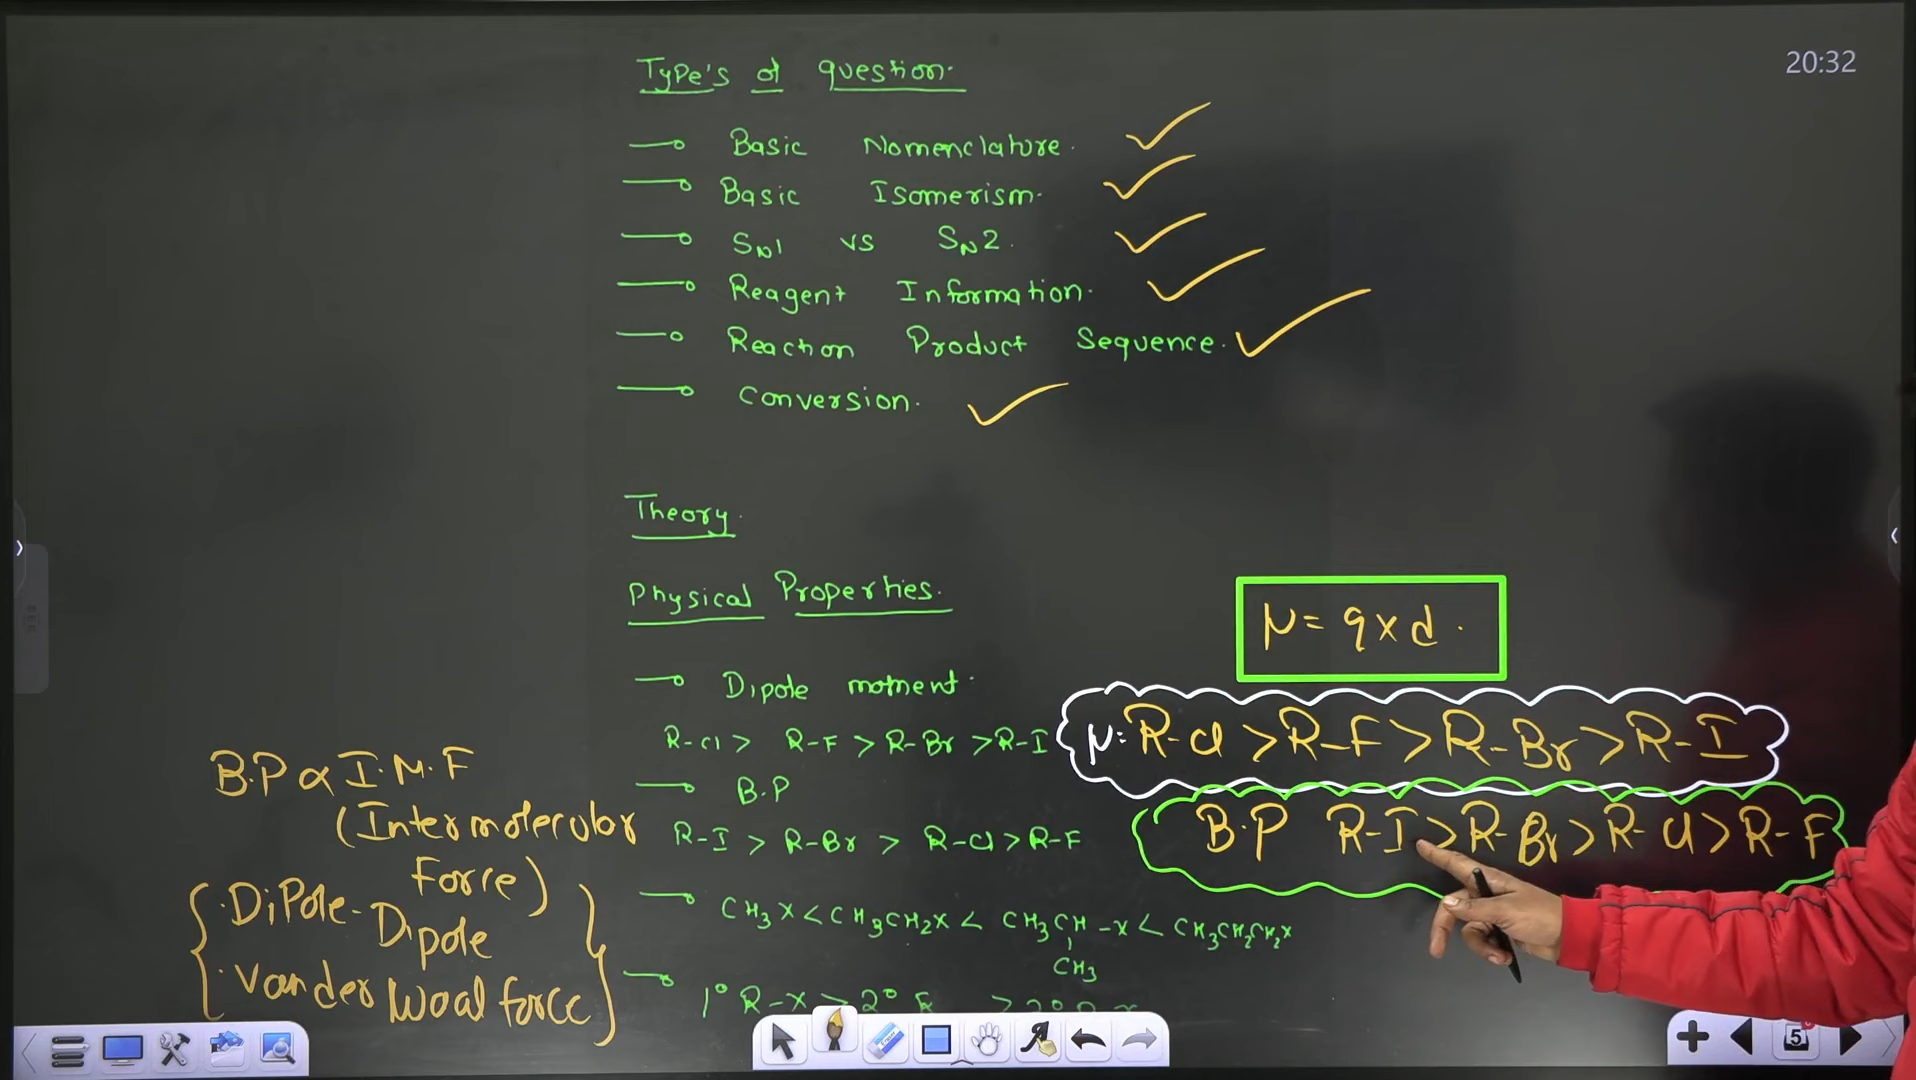 Type's of question.
20:32
Basic Nomenclature.
Basic Isomerism.
SN1 vs SN2.
Reagent Information.
Reaction Product Sequence.
Conversion.
Theory.
Physical Properties.
μ = q x d.
Dipole moment.
R-Cl > R-F > R-Br > R-I
μ: R-Cl > R-F > R-Br > R-I
B.P ∝ I.M.F
(Intermolecular
Force)
B.P
R-I > R-Br > R-Cl > R-F
B.P R-I > R-Br > R-Cl > R-F
. Dipole-Dipole
. Vander Waal force
CH3X < CH3CH2X < CH3CH-X < CH3CH2CH2X
CH3
1° R-X > 2° R >
5